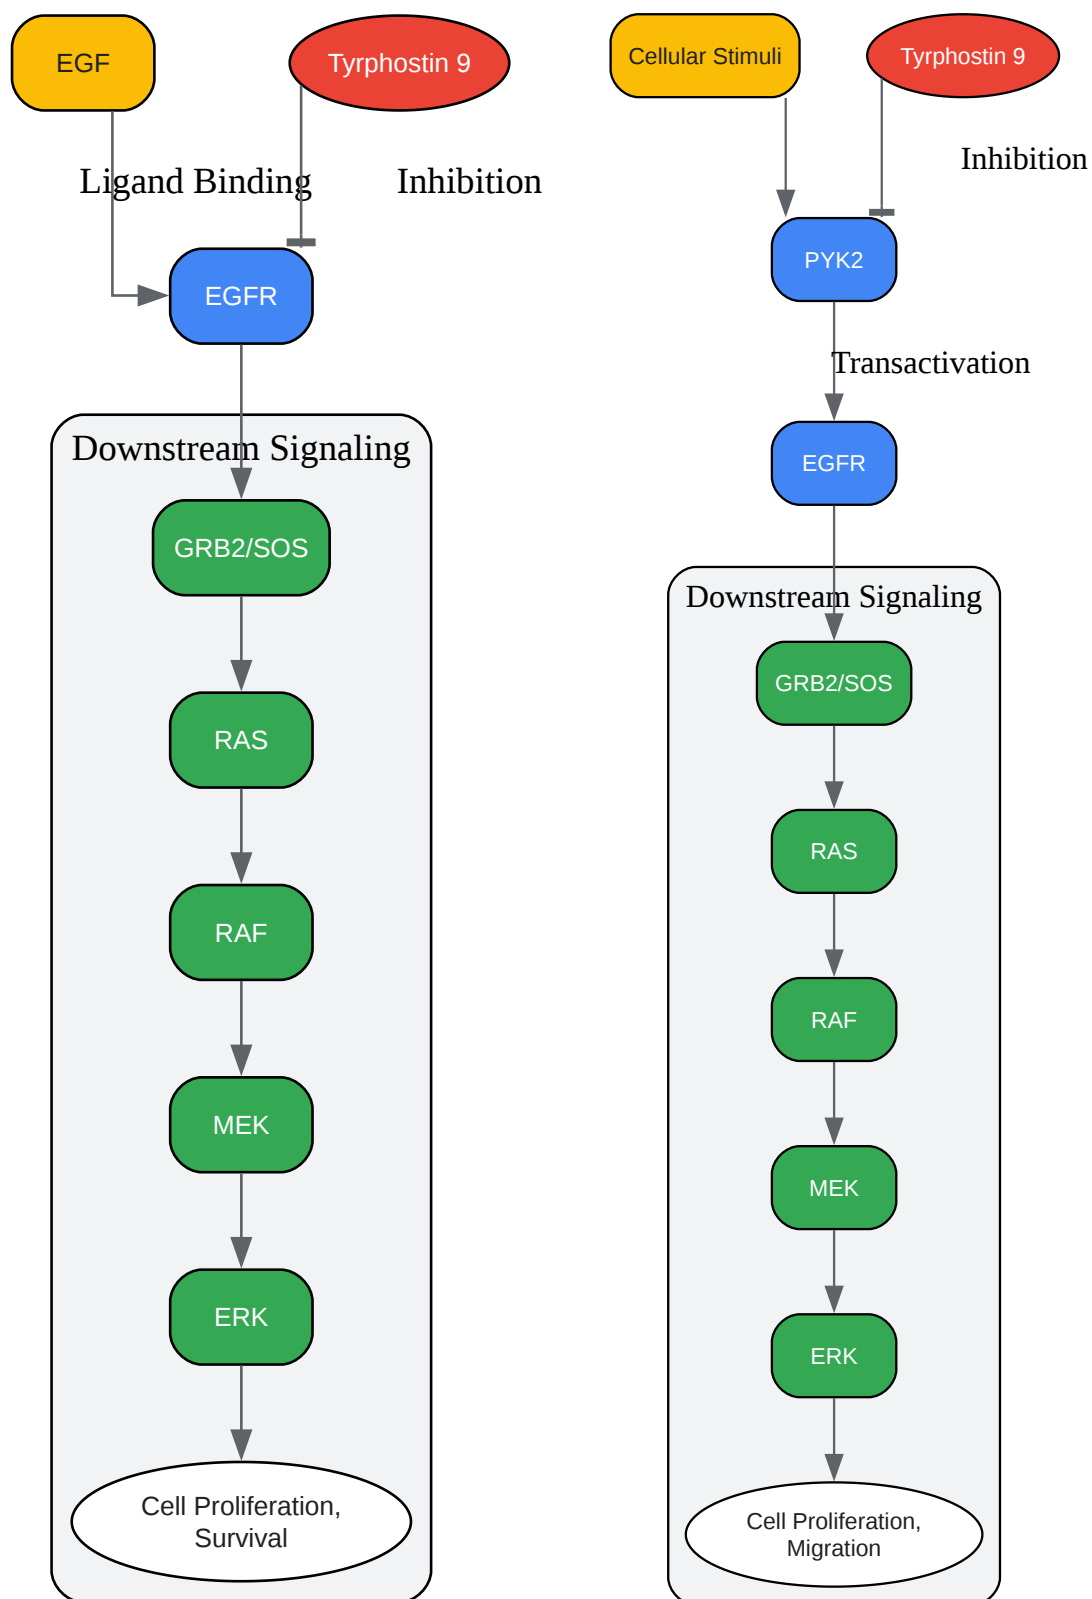 EGF
Tyrphostin 9
Ligand Binding
Inhibition
EGFR
Downstream Signaling
GRB2/SOS
RAS
RAF
MEK
ERK
Cell Proliferation,
Survival
Cellular Stimuli
Tyrphostin 9
Inhibition
PYK2
Transactivation
EGFR
Downstream Signaling
GRB2/SOS
RAS
RAF
MEK
ERK
Cell Proliferation,
Migration